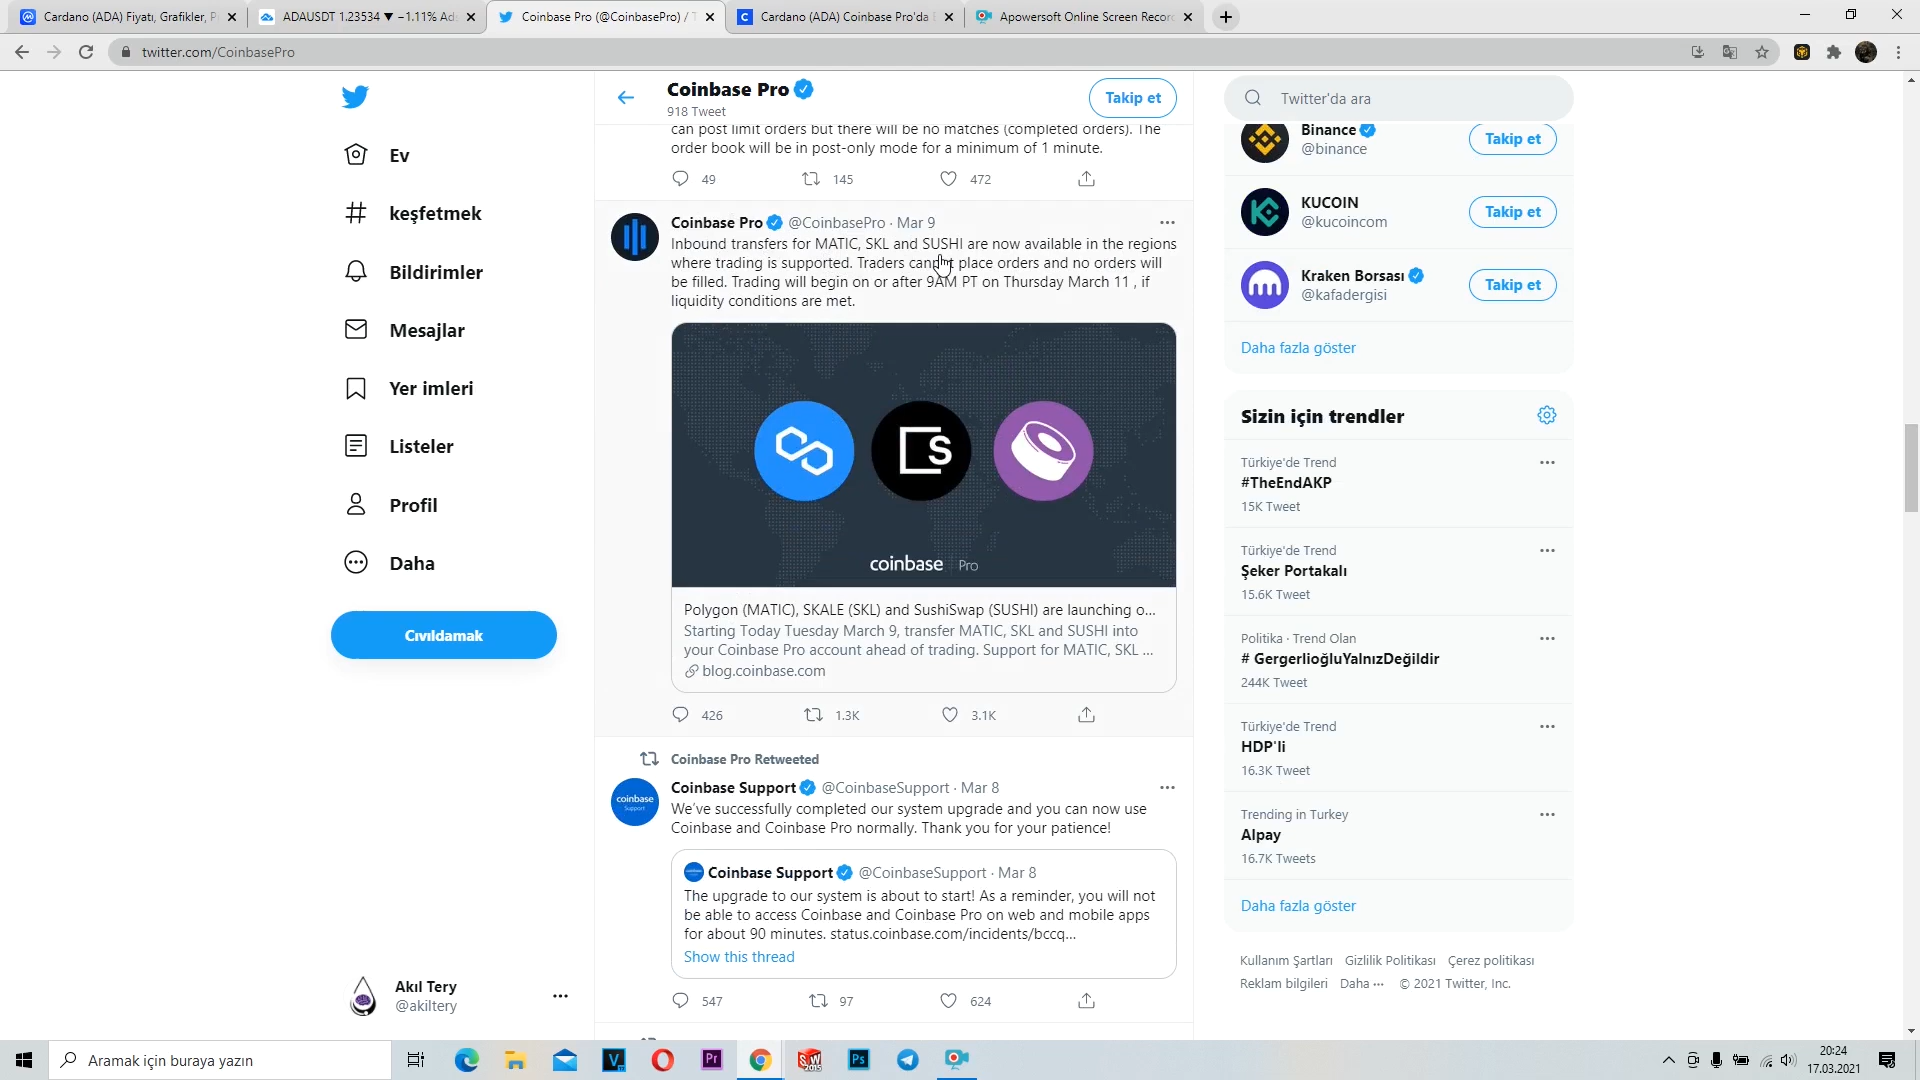 Cardano (ADA) Fiyatı, Grafikler, P
ADAUSDT 1.23534 ▼ −1.11% Ad
Coinbase Pro (@CoinbasePro) / T
Cardano (ADA) Coinbase Pro'da
Apowersoft Online Screen Record
twitter.com/CoinbasePro
Coinbase Pro
918 Tweet
Takip et
Twitter'da ara
Ev
keşfetmek
Bildirimler
Mesajlar
Yer imleri
Listeler
Profil
Daha
Cıvıldamak
Akıl Tery
@akiltery
can post limit orders but there will be no matches (completed orders). The
order book will be in post-only mode for a minimum of 1 minute.
49 145 472
Coinbase Pro @CoinbasePro · Mar 9
Inbound transfers for MATIC, SKL and SUSHI are now available in the regions
where trading is supported. Traders cannot place orders and no orders will
be filled. Trading will begin on or after 9AM PT on Thursday March 11 , if
liquidity conditions are met.
S
coinbase Pro
Polygon (MATIC), SKALE (SKL) and SushiSwap (SUSHI) are launching o...
Starting Today Tuesday March 9, transfer MATIC, SKL and SUSHI into
your Coinbase Pro account ahead of trading. Support for MATIC, SKL ...
blog.coinbase.com
426 1.3K 3.1K
Coinbase Pro Retweeted
coinbase
Support
Coinbase Support @CoinbaseSupport · Mar 8
We've successfully completed our system upgrade and you can now use
Coinbase and Coinbase Pro normally. Thank you for your patience!
Coinbase Support @CoinbaseSupport · Mar 8
The upgrade to our system is about to start! As a reminder, you will not
be able to access Coinbase and Coinbase Pro on web and mobile apps
for about 90 minutes. status.coinbase.com/incidents/bccq...
Show this thread
547 97 624
Binance
@binance
Takip et
KUCOIN
@kucoincom
Takip et
Kraken Borsası
@kafadergisi
Takip et
Daha fazla göster
Sizin için trendler
Türkiye'de Trend
#TheEndAKP
15K Tweet
Türkiye'de Trend
Şeker Portakalı
15.6K Tweet
Politika · Trend Olan
# GergerlioğluYalnızDeğildir
244K Tweet
Türkiye'de Trend
HDP'li
16.3K Tweet
Trending in Turkey
Alpay
16.7K Tweets
Daha fazla göster
Kullanım Şartları Gizlilik Politikası Çerez politikası
Reklam bilgileri Daha ··· © 2021 Twitter, Inc.
Aramak için buraya yazın
V
Pr
SW
2015
Ps
20:24
17.03.2021